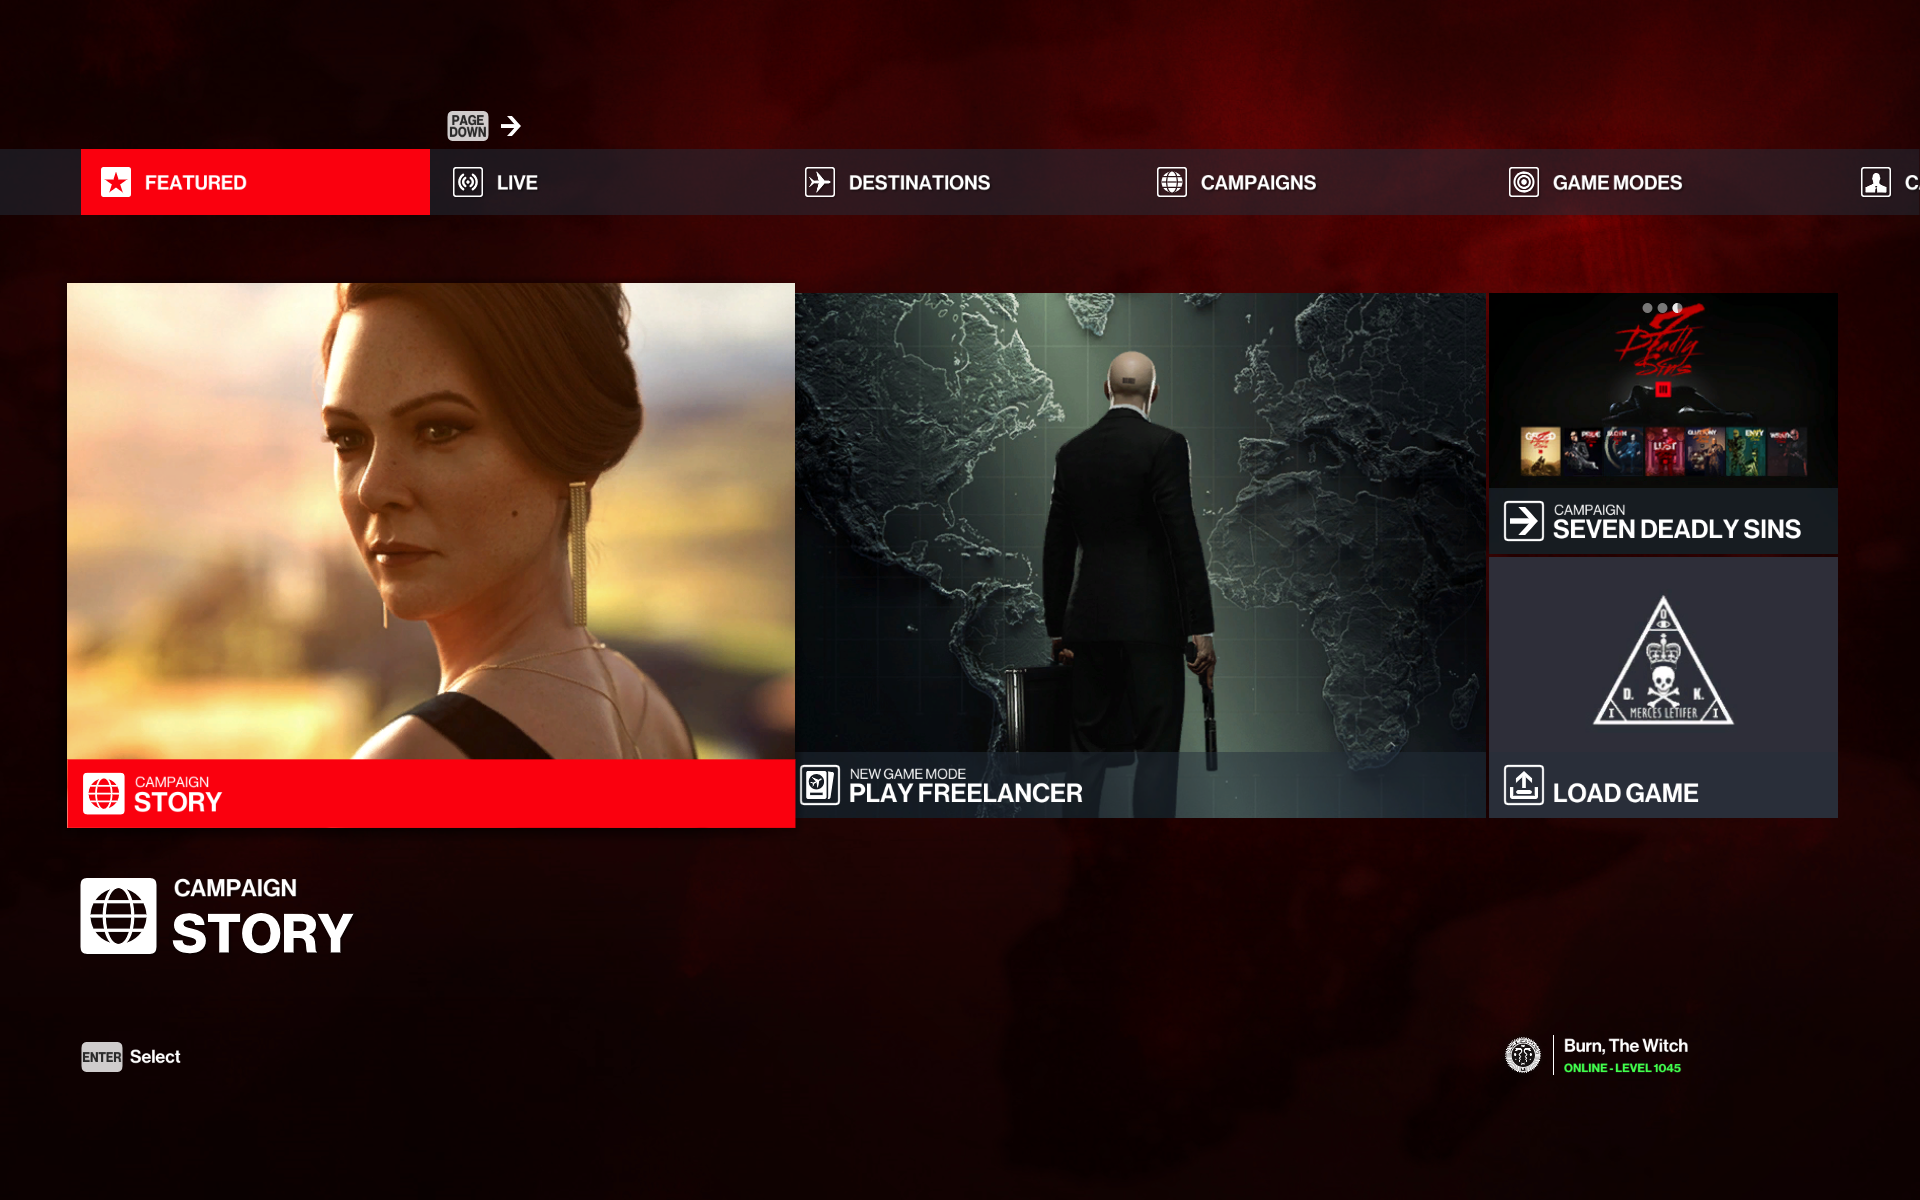 PAGE
DOWN
FEATURED
LIVE
DESTINATIONS
CAMPAIGNS
GAME MODES
CA
7
Deadly
Sins
GREED
PRIDE
SLOTH
LUST
GLUTTONY
ENVY
WRATH
CAMPAIGN
SEVEN DEADLY SINS
D. K.
I MERCES LETIFER I
CAMPAIGN
STORY
NEW GAME MODE
PLAY FREELANCER
LOAD GAME
CAMPAIGN
STORY
ENTER Select
Burn, The Witch
ONLINE - LEVEL 1045